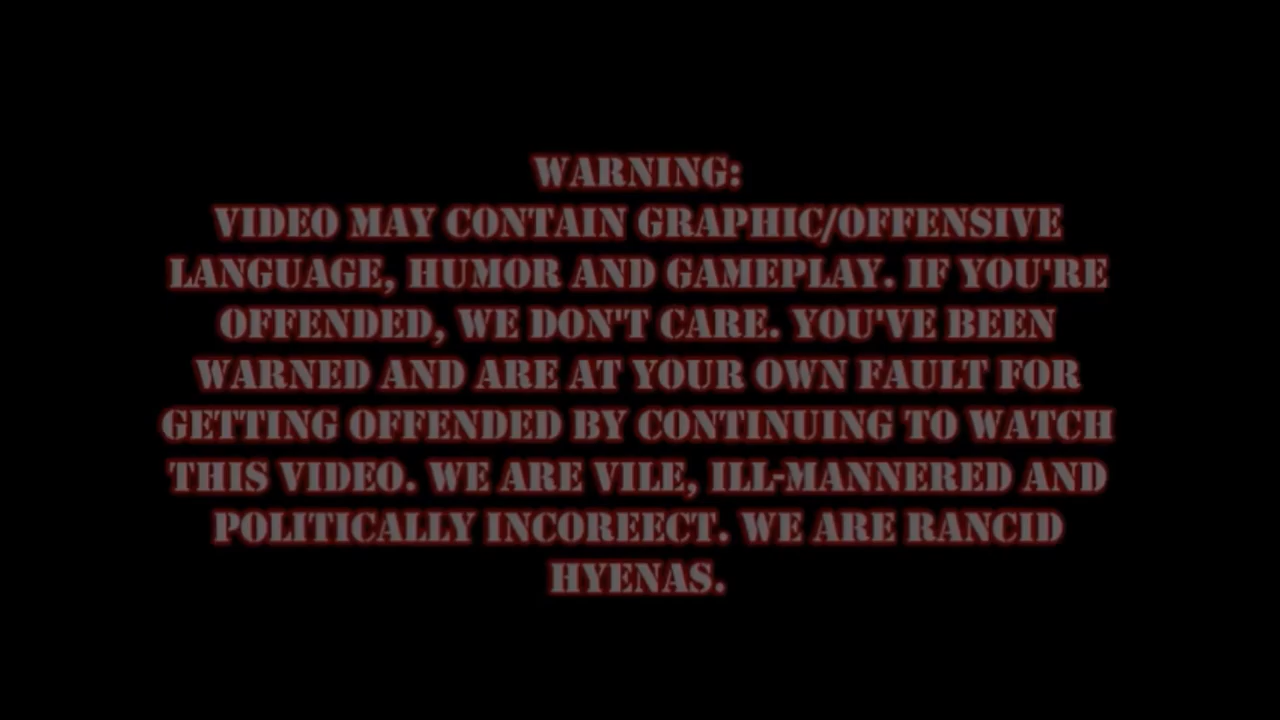 WARNING:
VIDEO MAY CONTAIN GRAPHIC/OFFENSIVE
LANGUAGE, HUMOR AND GAMEPLAY. IF YOU'RE
OFFENDED, WE DON'T CARE. YOU'VE BEEN
WARNED AND ARE AT YOUR OWN FAULT FOR
GETTING OFFENDED BY CONTINUING TO WATCH
THIS VIDEO. WE ARE VILE, ILL-MANNERED AND
POLITICALLY INCOREECT. WE ARE RANCID
HYENAS.